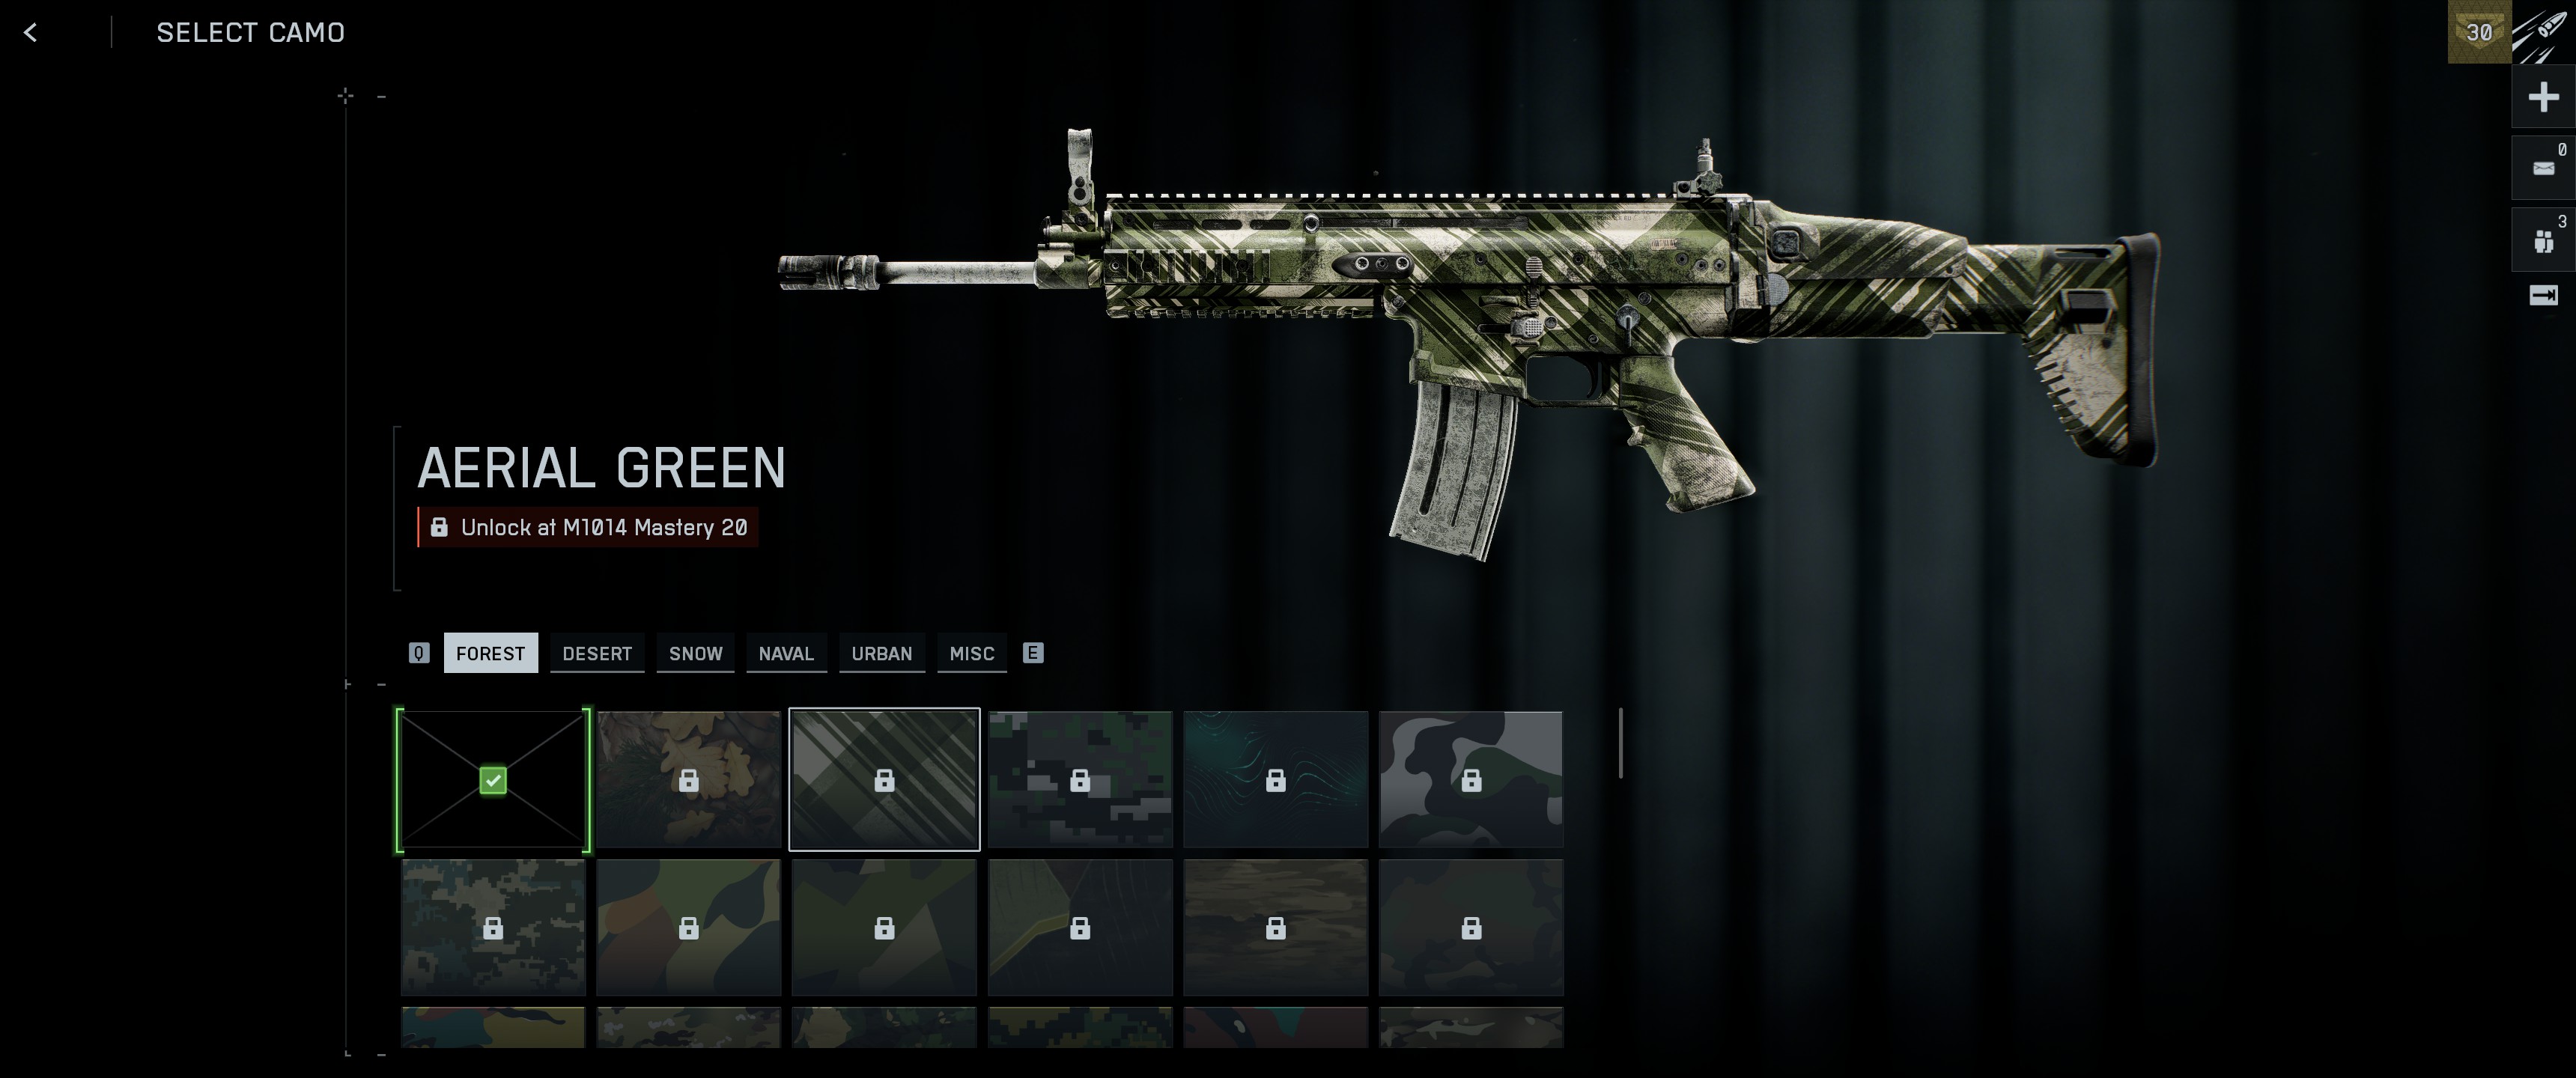 SELECT CAMO
30
0
3
AERIAL GREEN
Unlock at M1014 Mastery 20
Q FOREST DESERT SNOW NAVAL URBAN MISC E